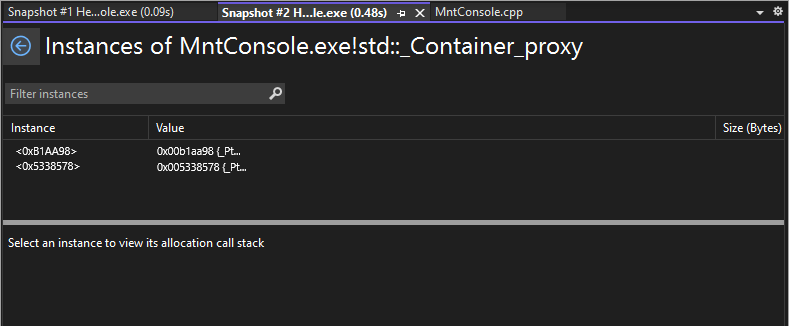 Snapshot #1 He...ole.exe (0.09s) Snapshot #2 H...le.exe (0.48s) MntConsole.cpp
Instances of MntConsole.exe!std::_Container_proxy
Filter instances
Instance Value Size (Bytes)
<0xB1AA98> 0x00b1aa98 {_Pt...
<0x5338578> 0x005338578 {_Pt...
Select an instance to view its allocation call stack